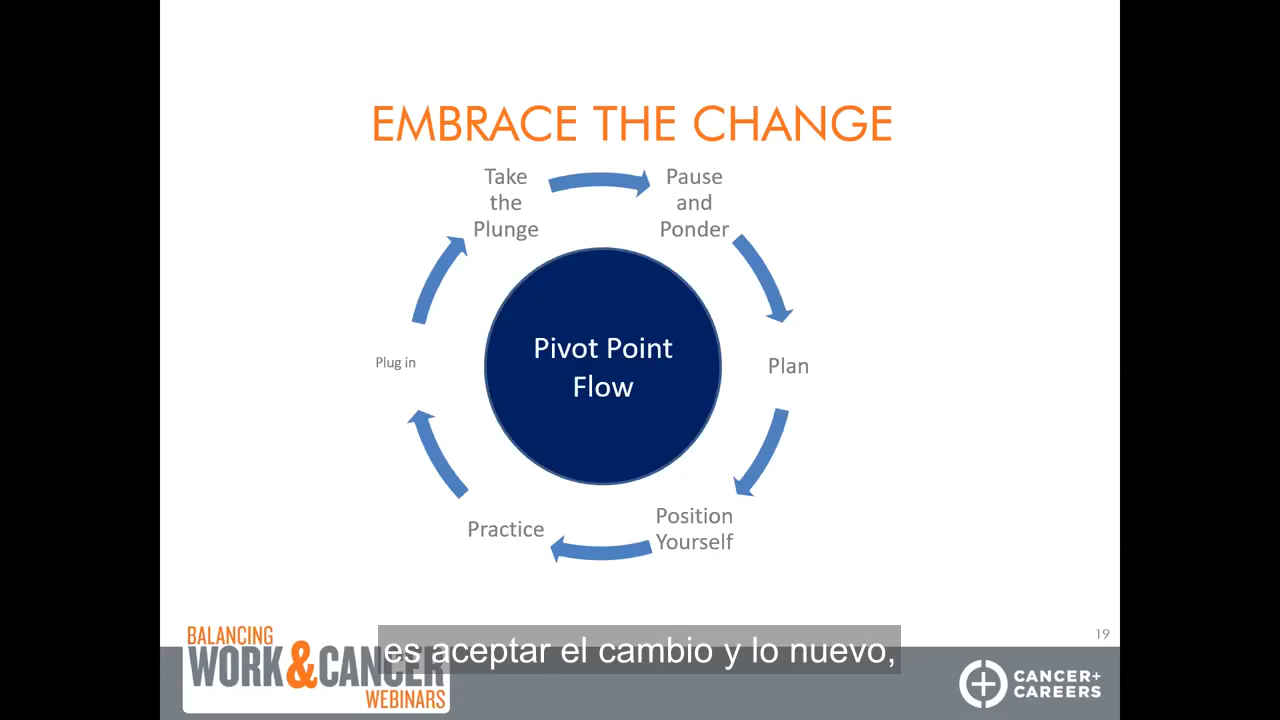 EMBRACE THE CHANGE
Take
the
Plunge
Pause
and
Ponder
Plug in
Pivot Point
Flow
Plan
Practice
Position
Yourself
19
BALANCING
WORK & CANCER
WEBINARS
es aceptar el cambio y lo nuevo,
CANCER+
CAREERS